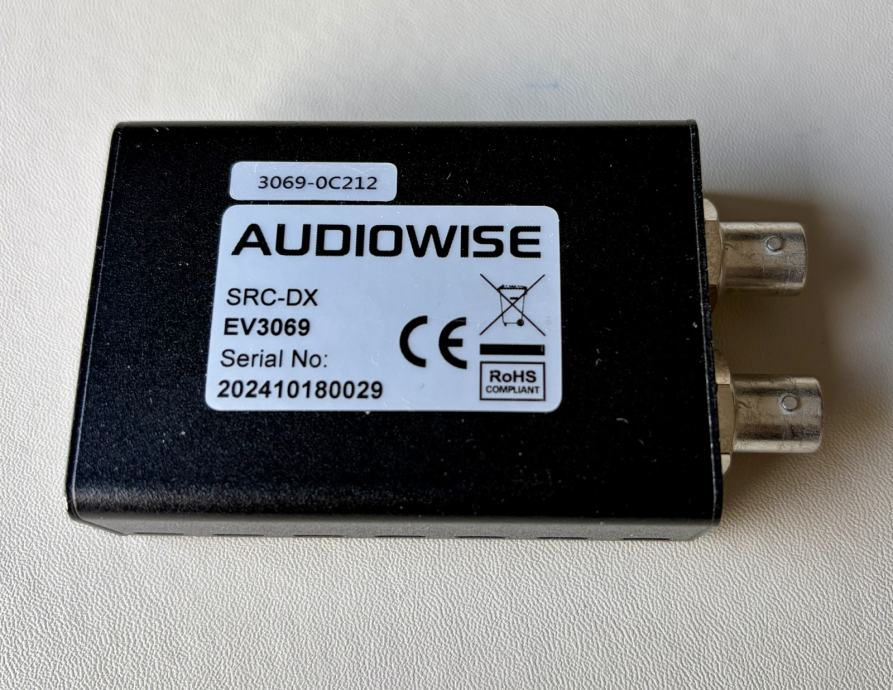 3069-0C212
AUDIOWISE
SRC-DX
EV3069
Serial No:
202410180029
CE
RoHS
COMPLIANT